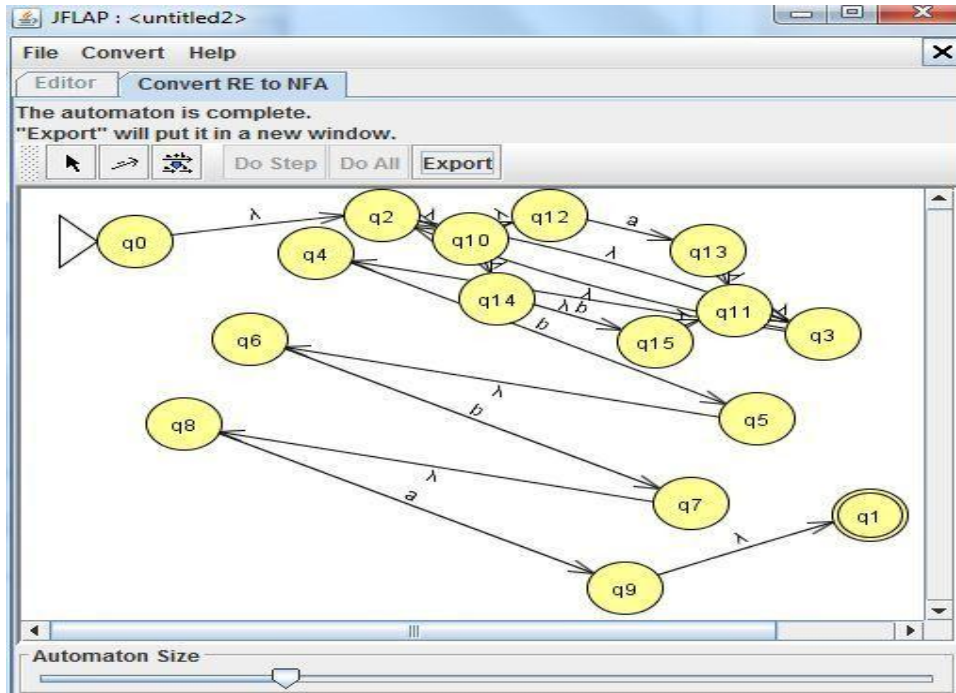 JFLAP : <untitled2>
File Convert Help
Editor Convert RE to NFA
The automaton is complete.
"Export" will put it in a new window.
Do Step Do All Export
q0
λ
q2
q12
a
q4
q10
λ
q13
λ
q14
λ b
q15
λ
q11
λ
q3
b
q6
λ
q5
b
q8
λ
q7
a
q1
λ
q9
Automaton Size